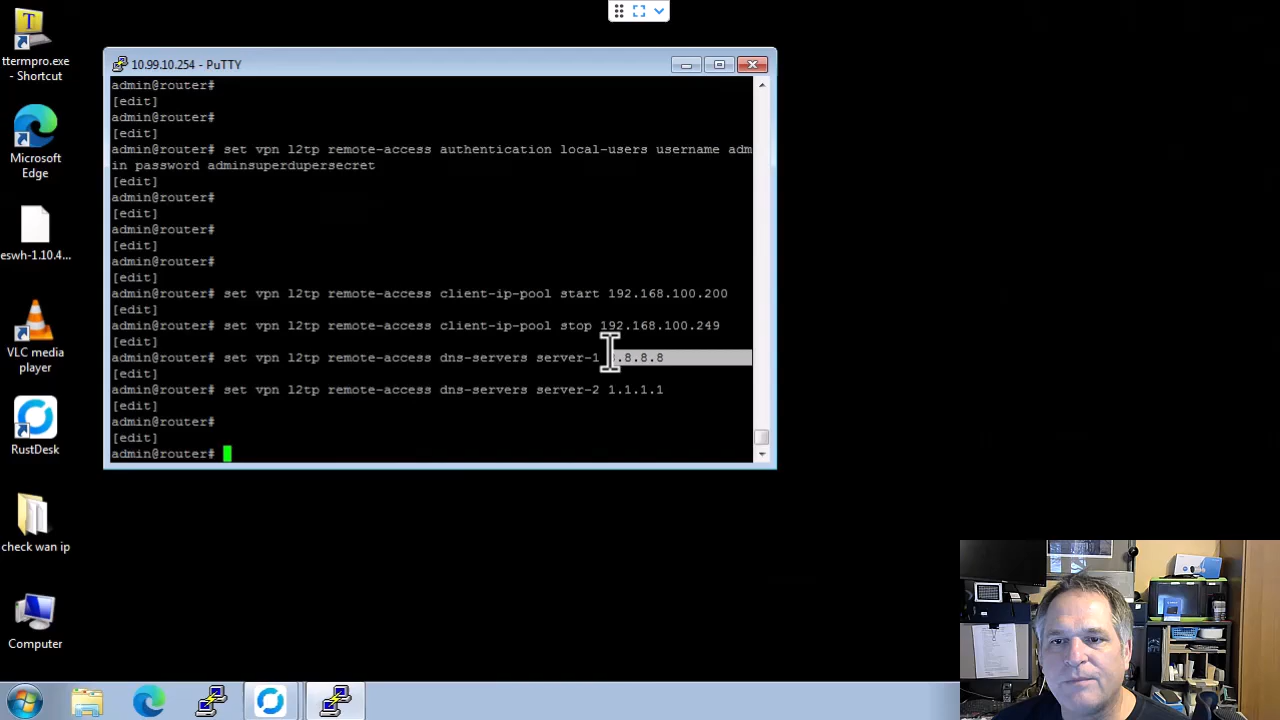 ttermpro.exe
- Shortcut
Microsoft
Edge
eswh-1.10.4...
VLC media
player
RustDesk
check wan ip
Computer
10.99.10.254 - PuTTY
admin@router#
[edit]
admin@router#
[edit]
admin@router# set vpn l2tp remote-access authentication local-users username adm
in password adminsuperdupersecret
[edit]
admin@router#
[edit]
admin@router#
[edit]
admin@router#
[edit]
admin@router# set vpn l2tp remote-access client-ip-pool start 192.168.100.200
[edit]
admin@router# set vpn l2tp remote-access client-ip-pool stop 192.168.100.249
[edit]
admin@router# set vpn l2tp remote-access dns-servers server-1 8.8.8.8
[edit]
admin@router# set vpn l2tp remote-access dns-servers server-2 1.1.1.1
[edit]
admin@router#
[edit]
admin@router#